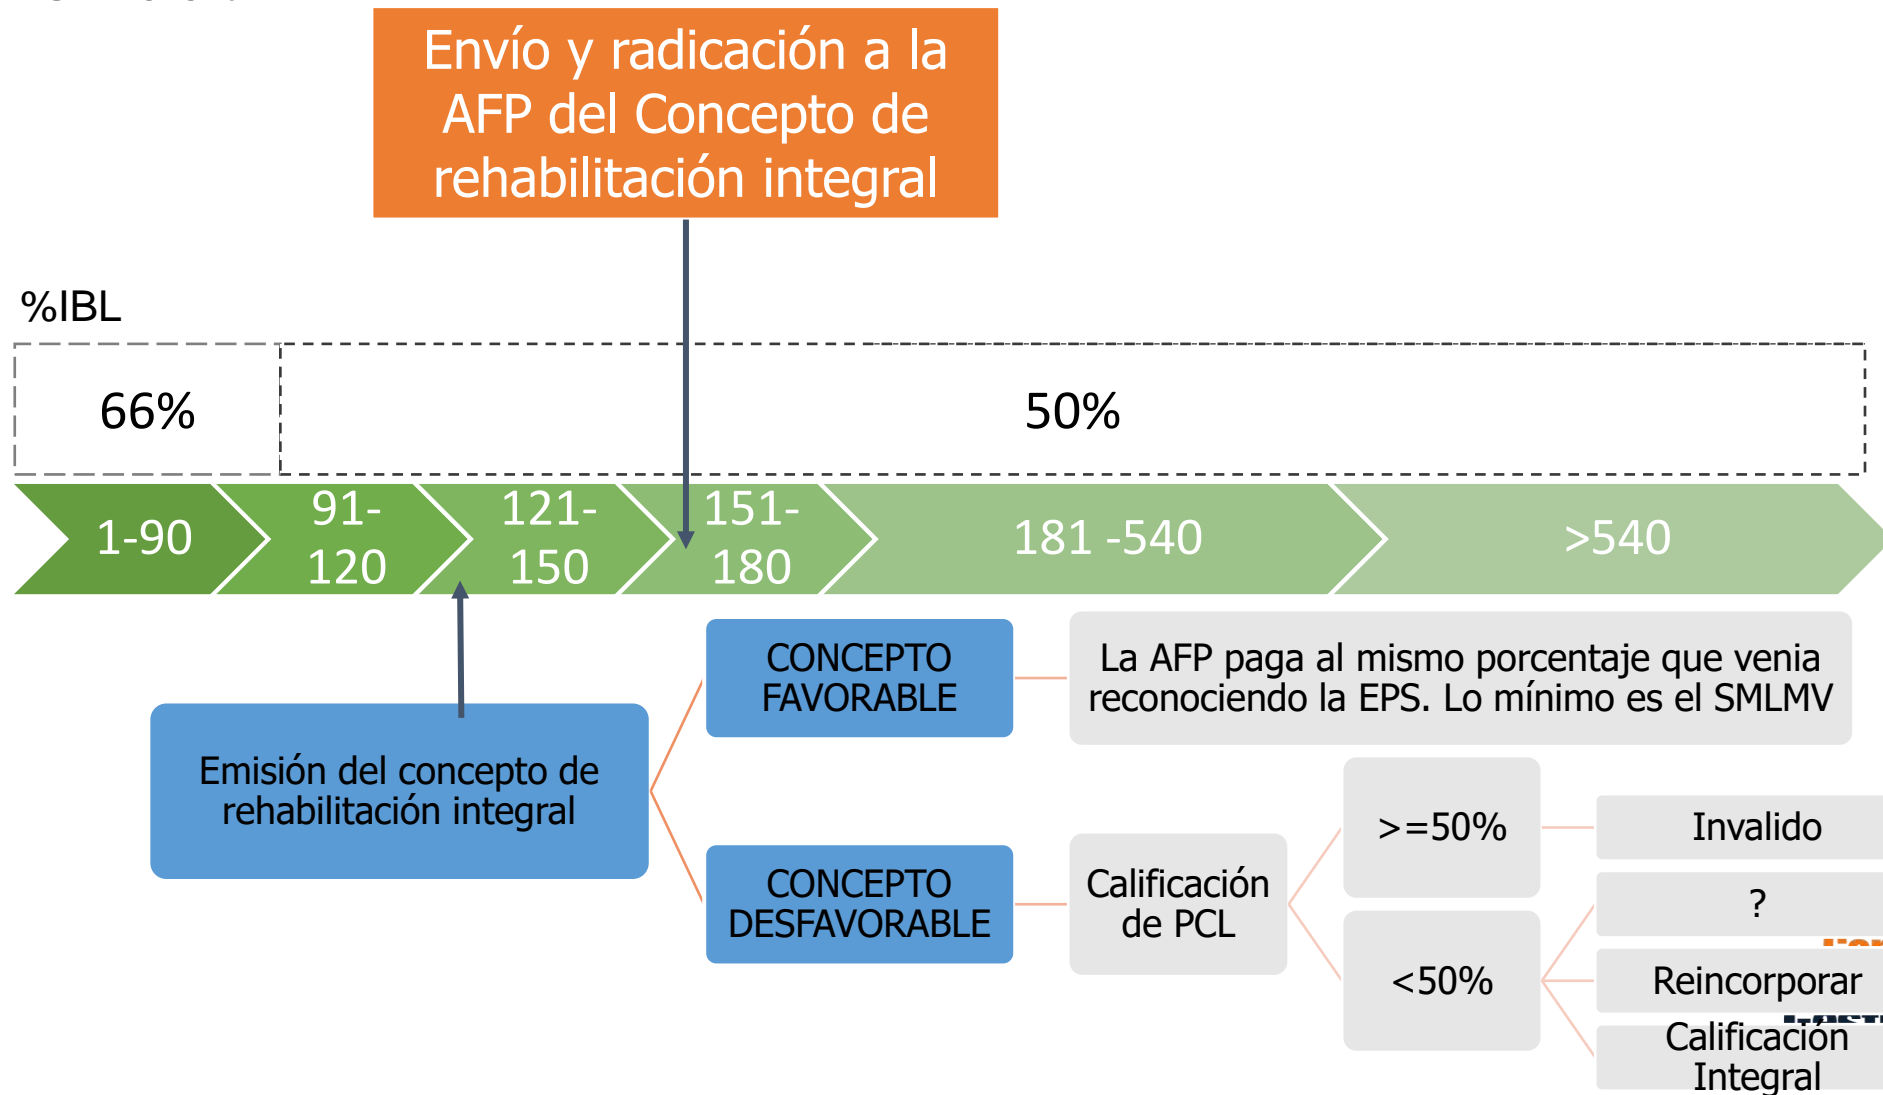 Envío y radicación a la
AFP del Concepto de
rehabilitación integral
%IBL
66%
50%
1-90
91-
120
121-
150
151-
180
181 -540
>540
CONCEPTO
FAVORABLE
La AFP paga al mismo porcentaje que venia
reconociendo la EPS. Lo mínimo es el SMLMV
Emisión del concepto de
rehabilitación integral
CONCEPTO
DESFAVORABLE
Calificación
de PCL
>=50%
Invalido
?
<50%
Reincorporar
Calificación
Integral